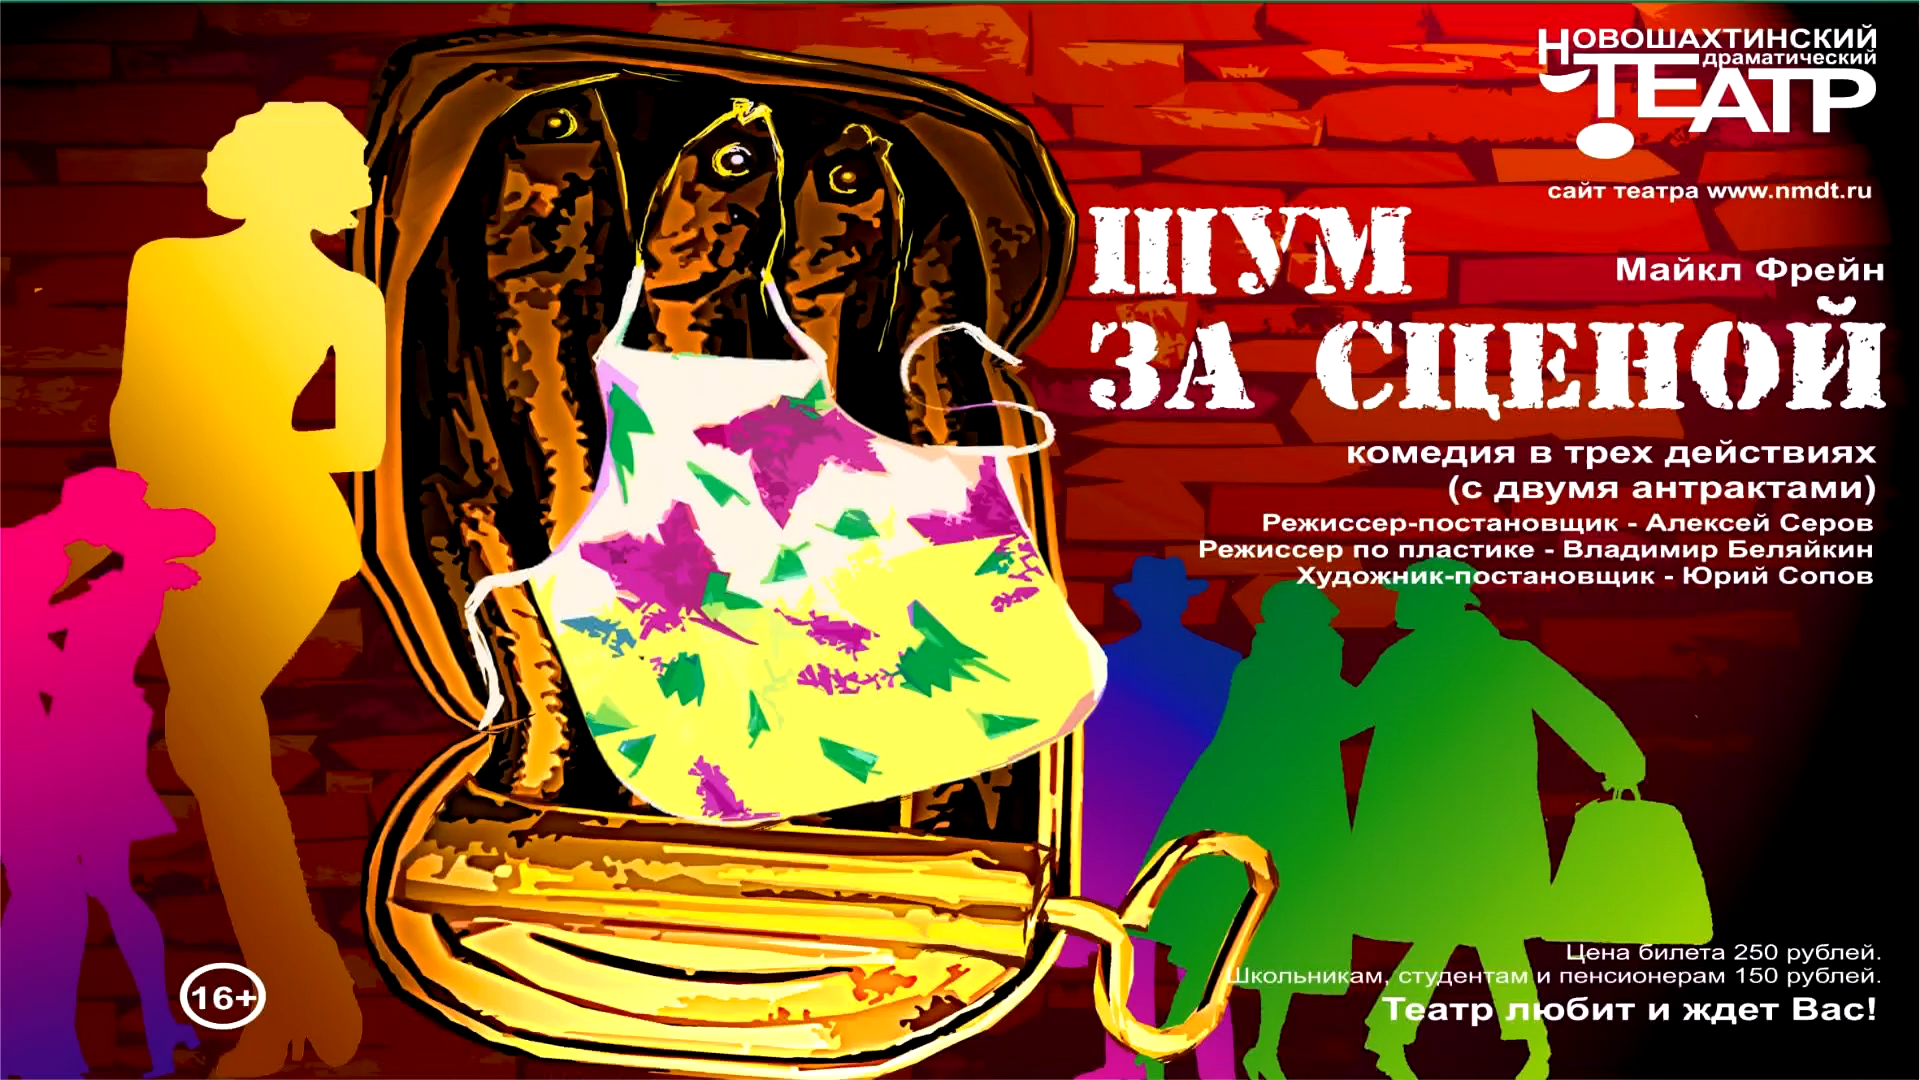 НОВОШАХТИНСКИЙ
драматический
ТЕАТР
сайт театра www.nmdt.ru
ШУМ
Майкл Фрейн
ЗА СЦЕНОЙ
комедия в трех действиях
(с двумя антрактами)
Режиссер-постановщик - Алексей Серов
Режиссер по пластике - Владимир Беляйкин
Художник-постановщик - Юрий Сопов
Цена билета 250 рублей.
Школьникам, студентам и пенсионерам 150 рублей.
Театр любит и ждет Вас!
16+